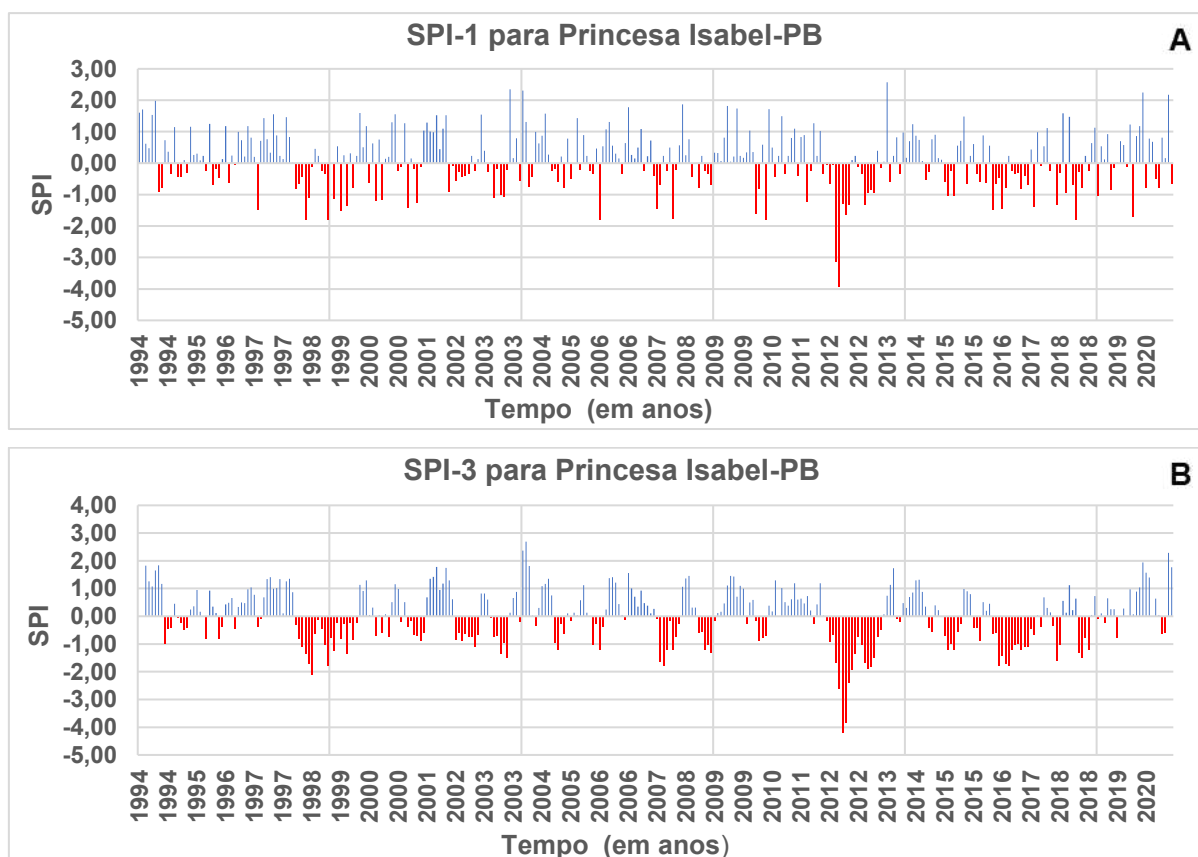 SPI-1 para Princesa Isabel-PB
A
3,00
2,00
1,00
0,00
-1,00
-2,00
-3,00
-4,00
-5,00
SPI
1994 1994 1995 1996 1997 1997 1998 1999 2000 2000 2001 2002 2003 2003 2004 2005 2006 2006 2007 2008 2009 2009 2010 2011 2012 2012 2013 2014 2015 2015 2016 2017 2018 2018 2019 2020
Tempo (em anos)
SPI-3 para Princesa Isabel-PB
B
4,00
3,00
2,00
1,00
0,00
-1,00
-2,00
-3,00
-4,00
-5,00
SPI
1994 1994 1995 1996 1997 1997 1998 1999 2000 2000 2001 2002 2003 2003 2004 2005 2006 2006 2007 2008 2009 2009 2010 2011 2012 2012 2013 2014 2015 2015 2016 2017 2018 2018 2019 2020
Tempo (em anos)